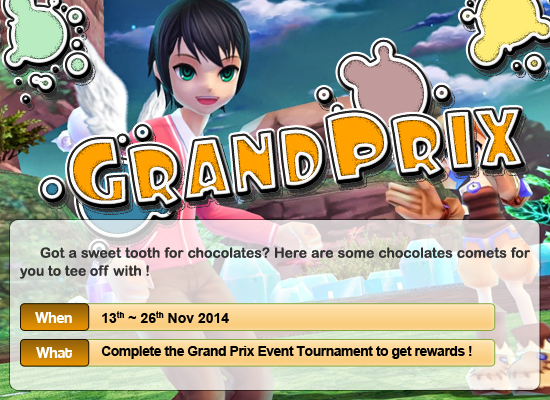 GRANDPRIX
Got a sweet tooth for chocolates? Here are some chocolates comets for
you to tee off with !
When 13th ~ 26th Nov 2014
What Complete the Grand Prix Event Tournament to get rewards !